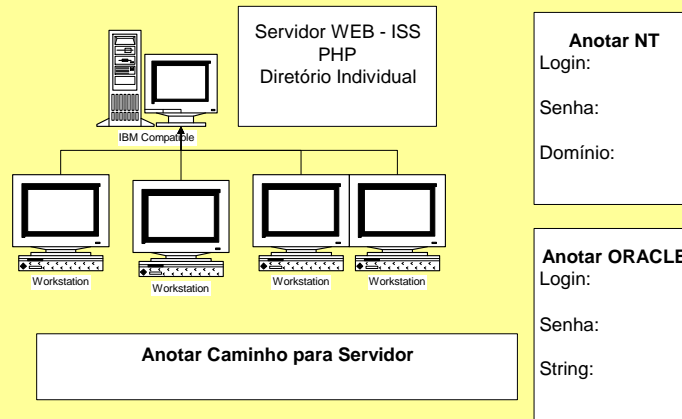 Servidor WEB - ISS
PHP
Diretório Individual
IBM Compatible
Workstation
Workstation
Workstation
Workstation
Anotar Caminho para Servidor
Anotar NT
Login:
Senha:
Domínio:
Anotar ORACLE
Login:
Senha:
String: